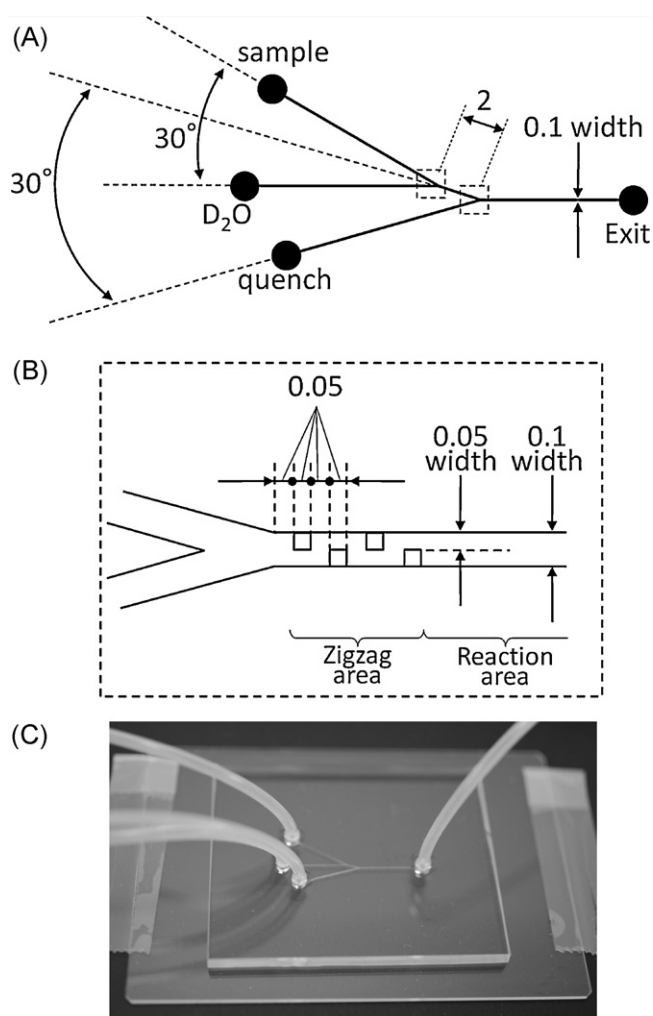 (A)
sample
2
0.1 width
30°
30°
D₂O
Exit
quench
(B)
0.05
0.05
width
0.1
width
Zigzag
area
Reaction
area
(C)